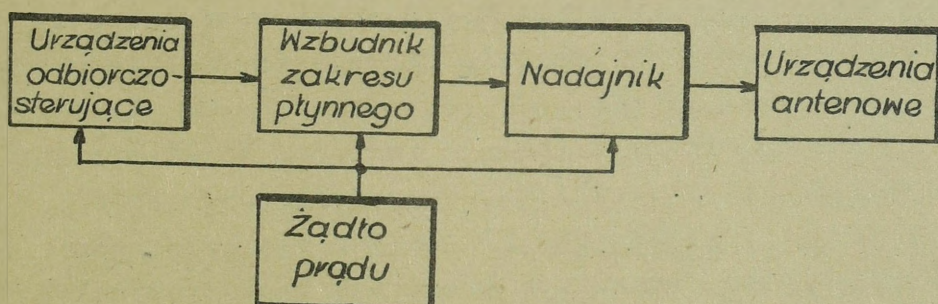 Urządzenia
odbiorczo-
sterujące
Wzbudnik
zakresu
płynnego
Nadajnik
Urządzenia
antenowe
Żądło
prądu